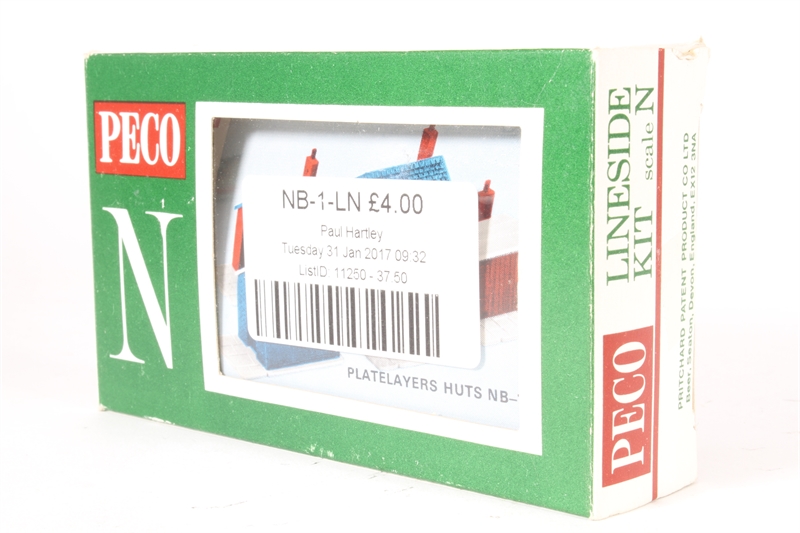 PECO
N
NB-1-LN £4.00
Paul Hartley
Tuesday 31 Jan 2017 09:32
ListID: 11250 - 37 50
PLATELAYERS HUTS NB-
PECO
LINESIDE
KIT scale N
PRITCHARD PATENT PRODUCT CO LTD
Beer, Seaton, Devon, England, EX12 3NA